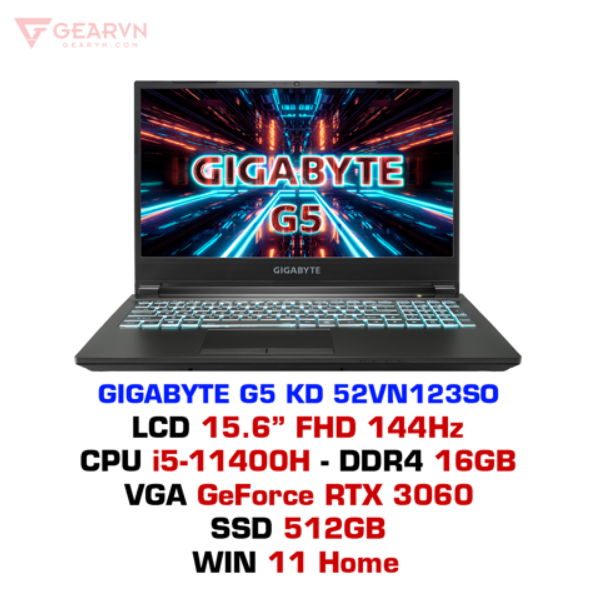 GEARVN
GEARVN.COM
GIGABYTE
G5
GIGABYTE
GIGABYTE G5 KD 52VN123SO
LCD 15.6” FHD 144Hz
CPU i5-11400H - DDR4 16GB
VGA GeForce RTX 3060
SSD 512GB
WIN 11 Home